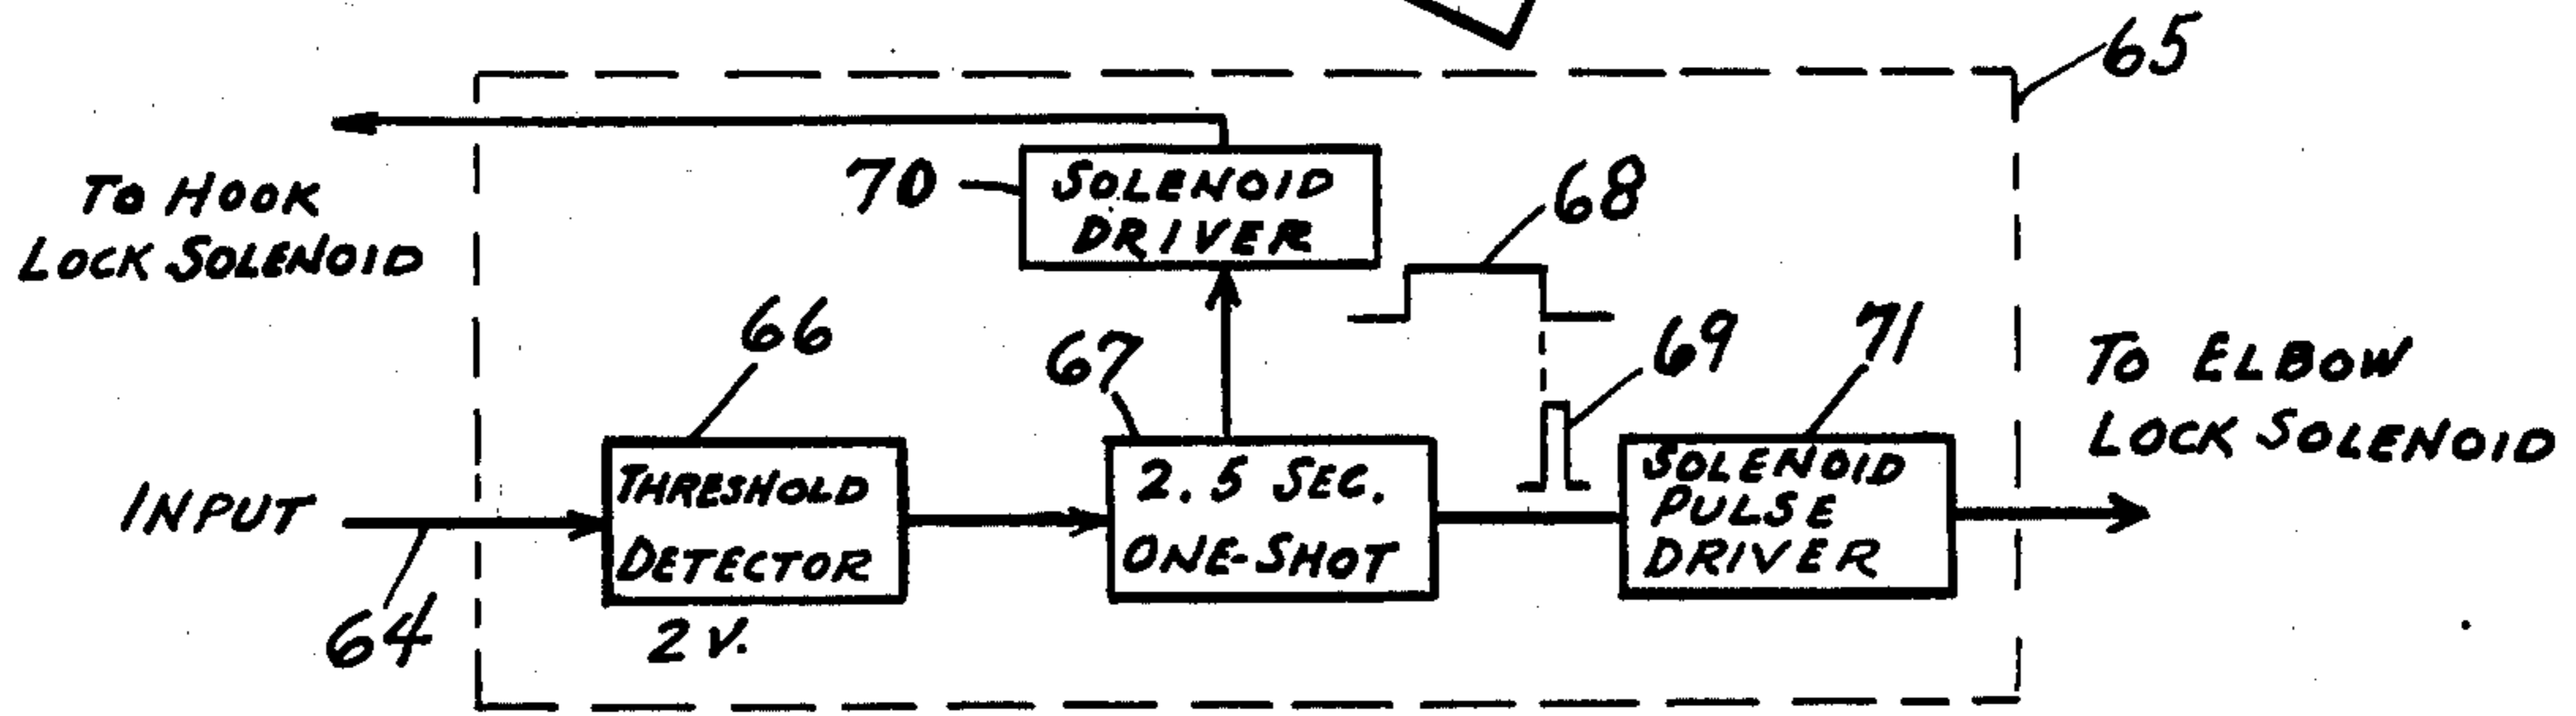 65
70
SOLENOID
DRIVER
68
TO HOOK
LOCK SOLENOID
66
67
69
71
TO ELBOW
LOCK SOLENOID
INPUT
64
THRESHOLD
DETECTOR
2 V.
2.5 SEC.
ONE-SHOT
SOLENOID
PULSE
DRIVER